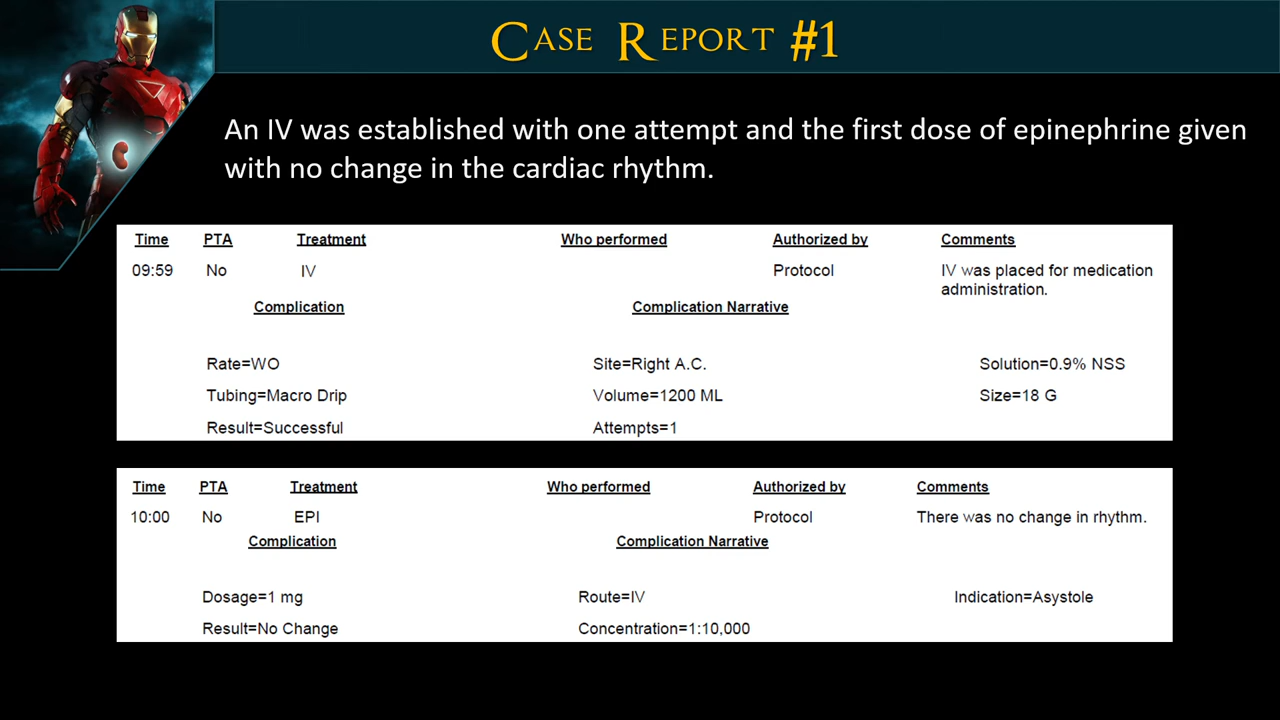 CASE REPORT #1
An IV was established with one attempt and the first dose of epinephrine given
with no change in the cardiac rhythm.
Time PTA Treatment Who performed Authorized by Comments
09:59 No IV Protocol IV was placed for medication
administration.
Complication Complication Narrative
Rate=WO Site=Right A.C. Solution=0.9% NSS
Tubing=Macro Drip Volume=1200 ML Size=18 G
Result=Successful Attempts=1
Time PTA Treatment Who performed Authorized by Comments
10:00 No EPI Protocol There was no change in rhythm.
Complication Complication Narrative
Dosage=1 mg Route=IV Indication=Asystole
Result=No Change Concentration=1:10,000